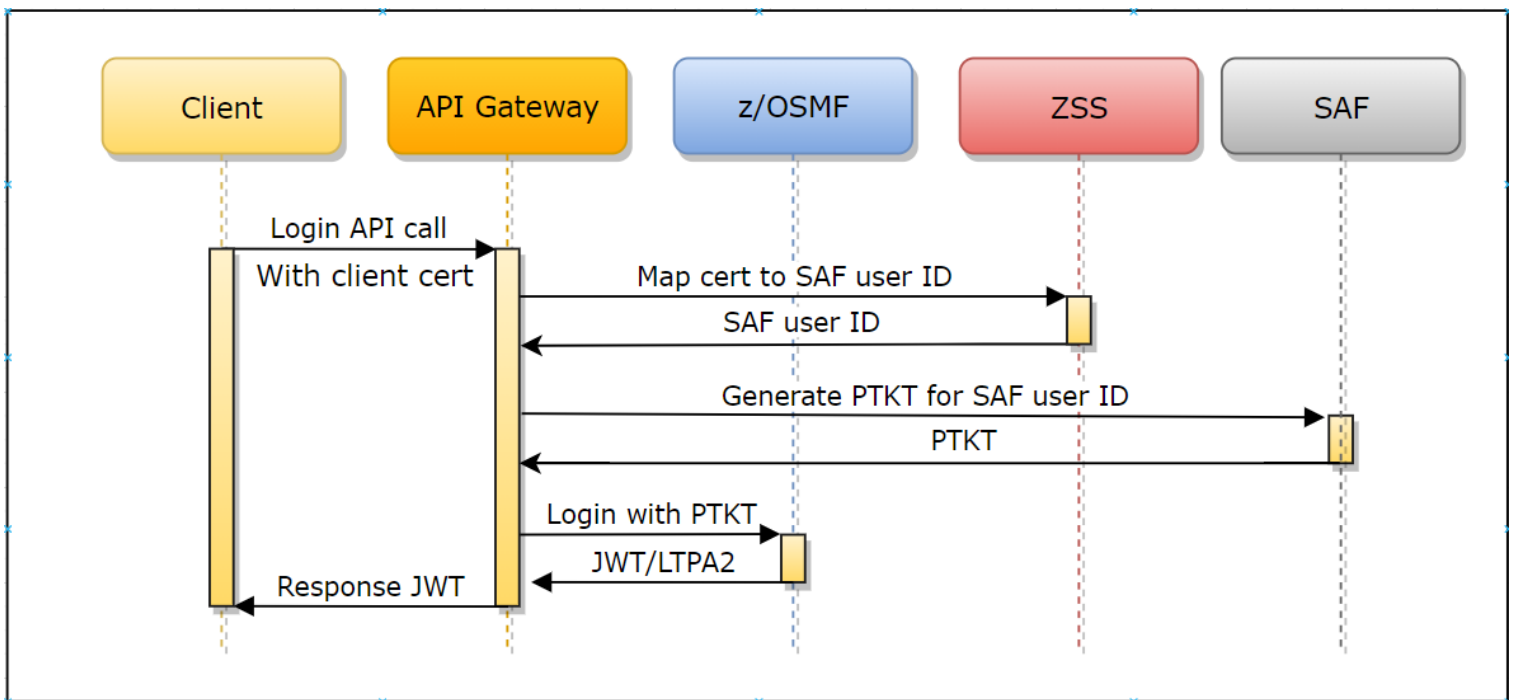 Client
API Gateway
z/OSMF
ZSS
SAF
Login API call
With client cert
Map cert to SAF user ID
SAF user ID
Generate PTKT for SAF user ID
PTKT
Login with PTKT
JWT/LTPA2
Response JWT